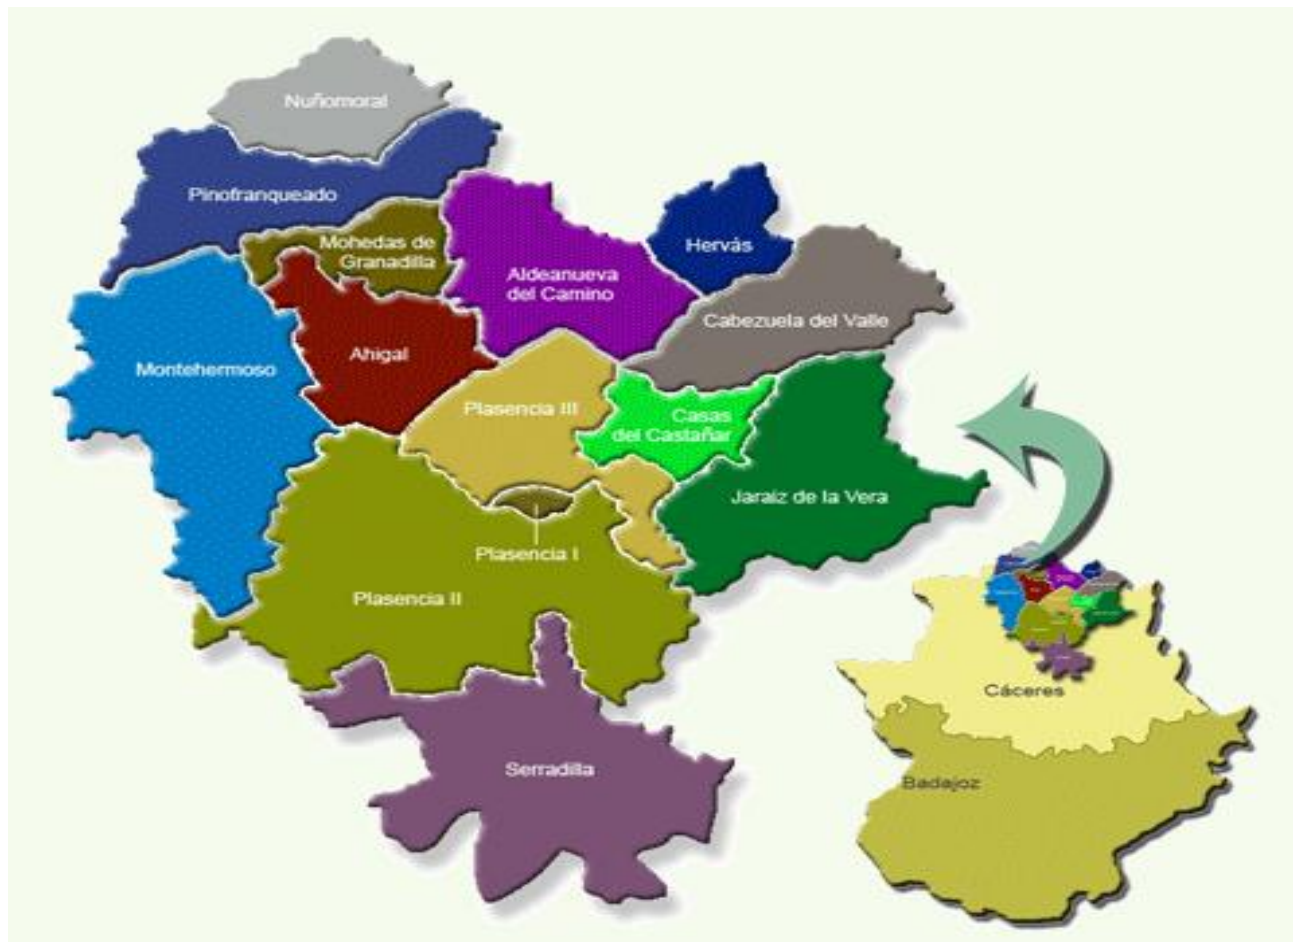 Nuñomoral
Pinofranqueado
Mohedas de
Granadilla
Hervás
Aldeanueva
del Camino
Cabezuela del Valle
Ahigal
Montehermoso
Plasencia III
Casas
del Castañar
Jaraiz de la Vera
Plasencia I
Plasencia II
Serradilla
Cáceres
Badajoz